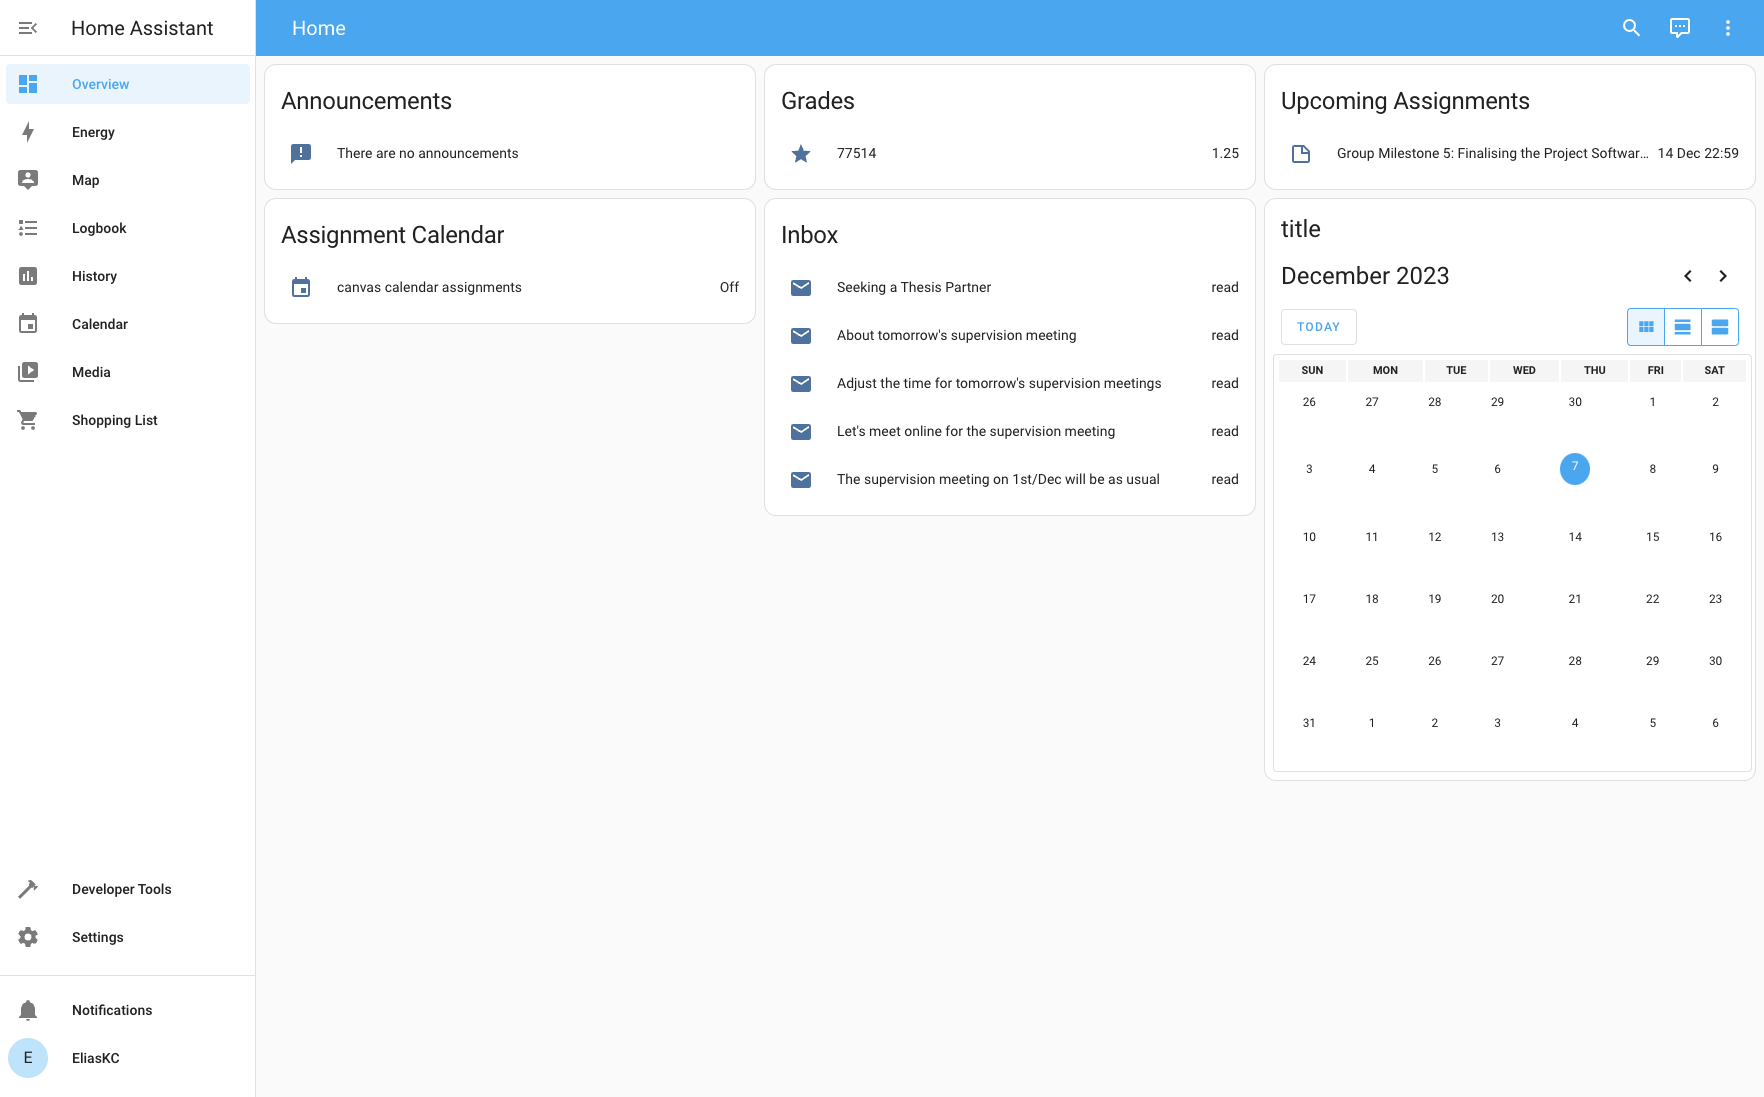 Home Assistant
Overview
Energy
Map
Logbook
History
Calendar
Media
Shopping List
Developer Tools
Settings
Notifications
E
EliasKC
Home
Announcements
There are no announcements
Grades
77514 1.25
Upcoming Assignments
Group Milestone 5: Finalising the Project Softwar... 14 Dec 22:59
Assignment Calendar
canvas calendar assignments Off
Inbox
Seeking a Thesis Partner read
About tomorrow's supervision meeting read
Adjust the time for tomorrow's supervision meetings read
Let's meet online for the supervision meeting read
The supervision meeting on 1st/Dec will be as usual read
title
December 2023
TODAY
SUN MON TUE WED THU FRI SAT
26 27 28 29 30 1 2
3 4 5 6 7 8 9
10 11 12 13 14 15 16
17 18 19 20 21 22 23
24 25 26 27 28 29 30
31 1 2 3 4 5 6